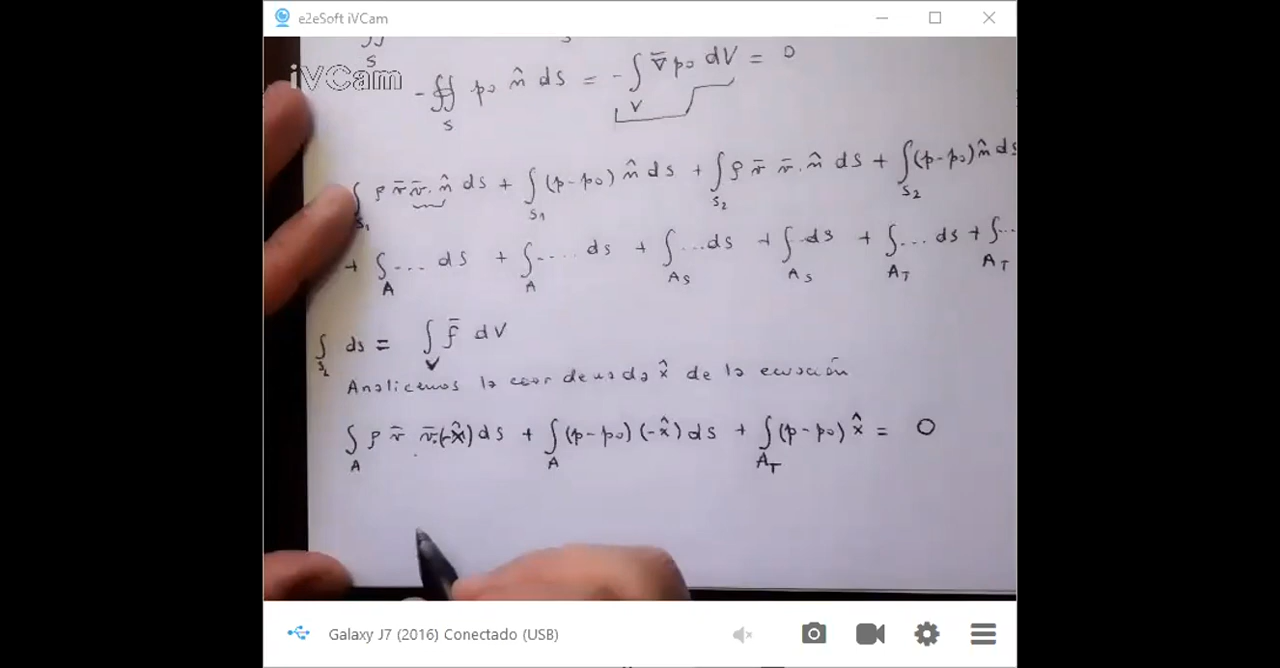 e2eSoft iVCam
iVCam
S
S
- ∯ p₀ n̂ ds = - ∫ ∇̄ p₀ dV = 0
S V
∫ ρ v̄ v̄ · n̂ ds + ∫ (p - p₀) n̂ ds + ∫ ρ v̄ v̄ · n̂ ds + ∫ (p - p₀) n̂ ds
S₁ S₁ S₂ S₂
+ ∫ ... ds + ∫ .... ds + ∫ ... ds + ∫ ds + ∫ ... ds + ∫ ...
A A As As AT AT
∫ ds = ∫ f̄ dV
S₂ V
Analicemos la coordenada x̂ de la ecuación
∫ ρ v̄ v̄·(-x̂) ds + ∫ (p - p₀) (-x̂) ds + ∫ (p - p₀) x̂ = 0
A A AT
Galaxy J7 (2016) Conectado (USB)